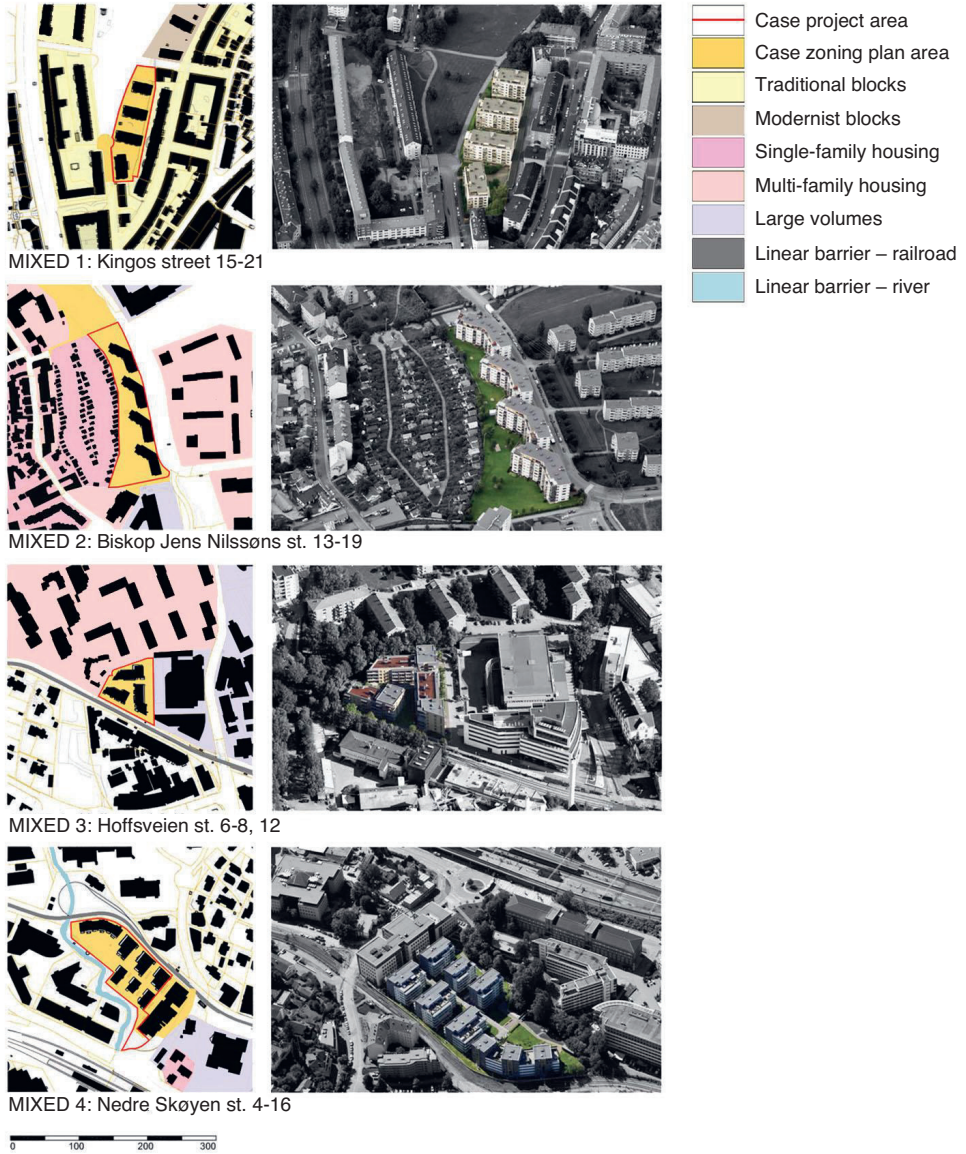 Case project area
Case zoning plan area
Traditional blocks
Modernist blocks
Single-family housing
Multi-family housing
Large volumes
Linear barrier – railroad
Linear barrier – river
MIXED 1: Kingos street 15-21
MIXED 2: Biskop Jens Nilssøns st. 13-19
MIXED 3: Hoffsveien st. 6-8, 12
MIXED 4: Nedre Skøyen st. 4-16
0 100 200 300